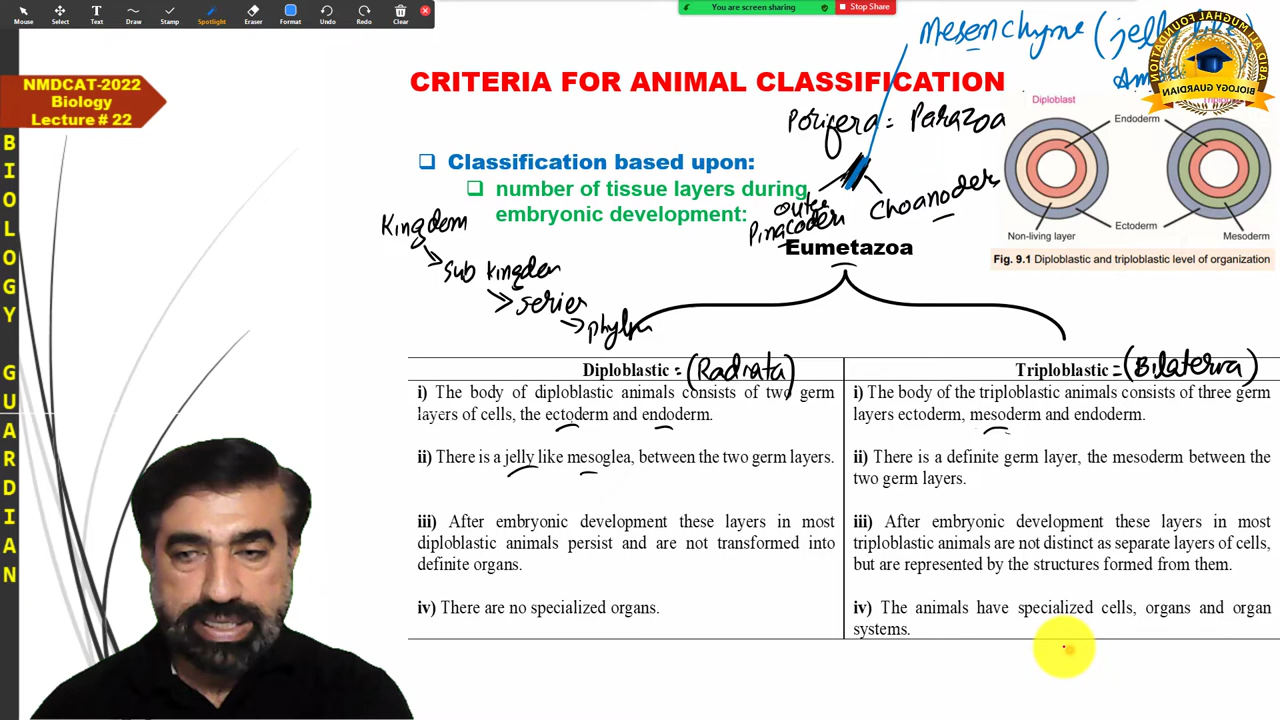 Mouse Select Text Draw Stamp Spotlight Eraser Format Undo Redo Clear
You are screen sharing Stop Share
mesenchyme (jelly like)
NMDCAT-2022
Biology
Lecture # 22
BIOLOGY GUARDIAN
CRITERIA FOR ANIMAL CLASSIFICATION
ABID ALI MUGHAL FOUNDATION
BIOLOGY GUARDIAN
Porifera = Parazoa
Classification based upon:
number of tissue layers during
embryonic development:
Diploblast
Endoderm
Non-living layer
Ectoderm
Mesoderm
Fig. 9.1 Diploblastic and triploblastic level of organization
outer
Pinacoderm
Choanoderm
Kingdom
Sub kingdom
series
phylum
Eumetazoa
Diploblastic = (Radiata)
i) The body of diploblastic animals consists of two germ
layers of cells, the ectoderm and endoderm.
ii) There is a jelly like mesoglea, between the two germ layers.
iii) After embryonic development these layers in most
diploblastic animals persist and are not transformed into
definite organs.
iv) There are no specialized organs.
Triploblastic = (Bilateria)
i) The body of the triploblastic animals consists of three germ
layers ectoderm, mesoderm and endoderm.
ii) There is a definite germ layer, the mesoderm between the
two germ layers.
iii) After embryonic development these layers in most
triploblastic animals are not distinct as separate layers of cells,
but are represented by the structures formed from them.
iv) The animals have specialized cells, organs and organ
systems.